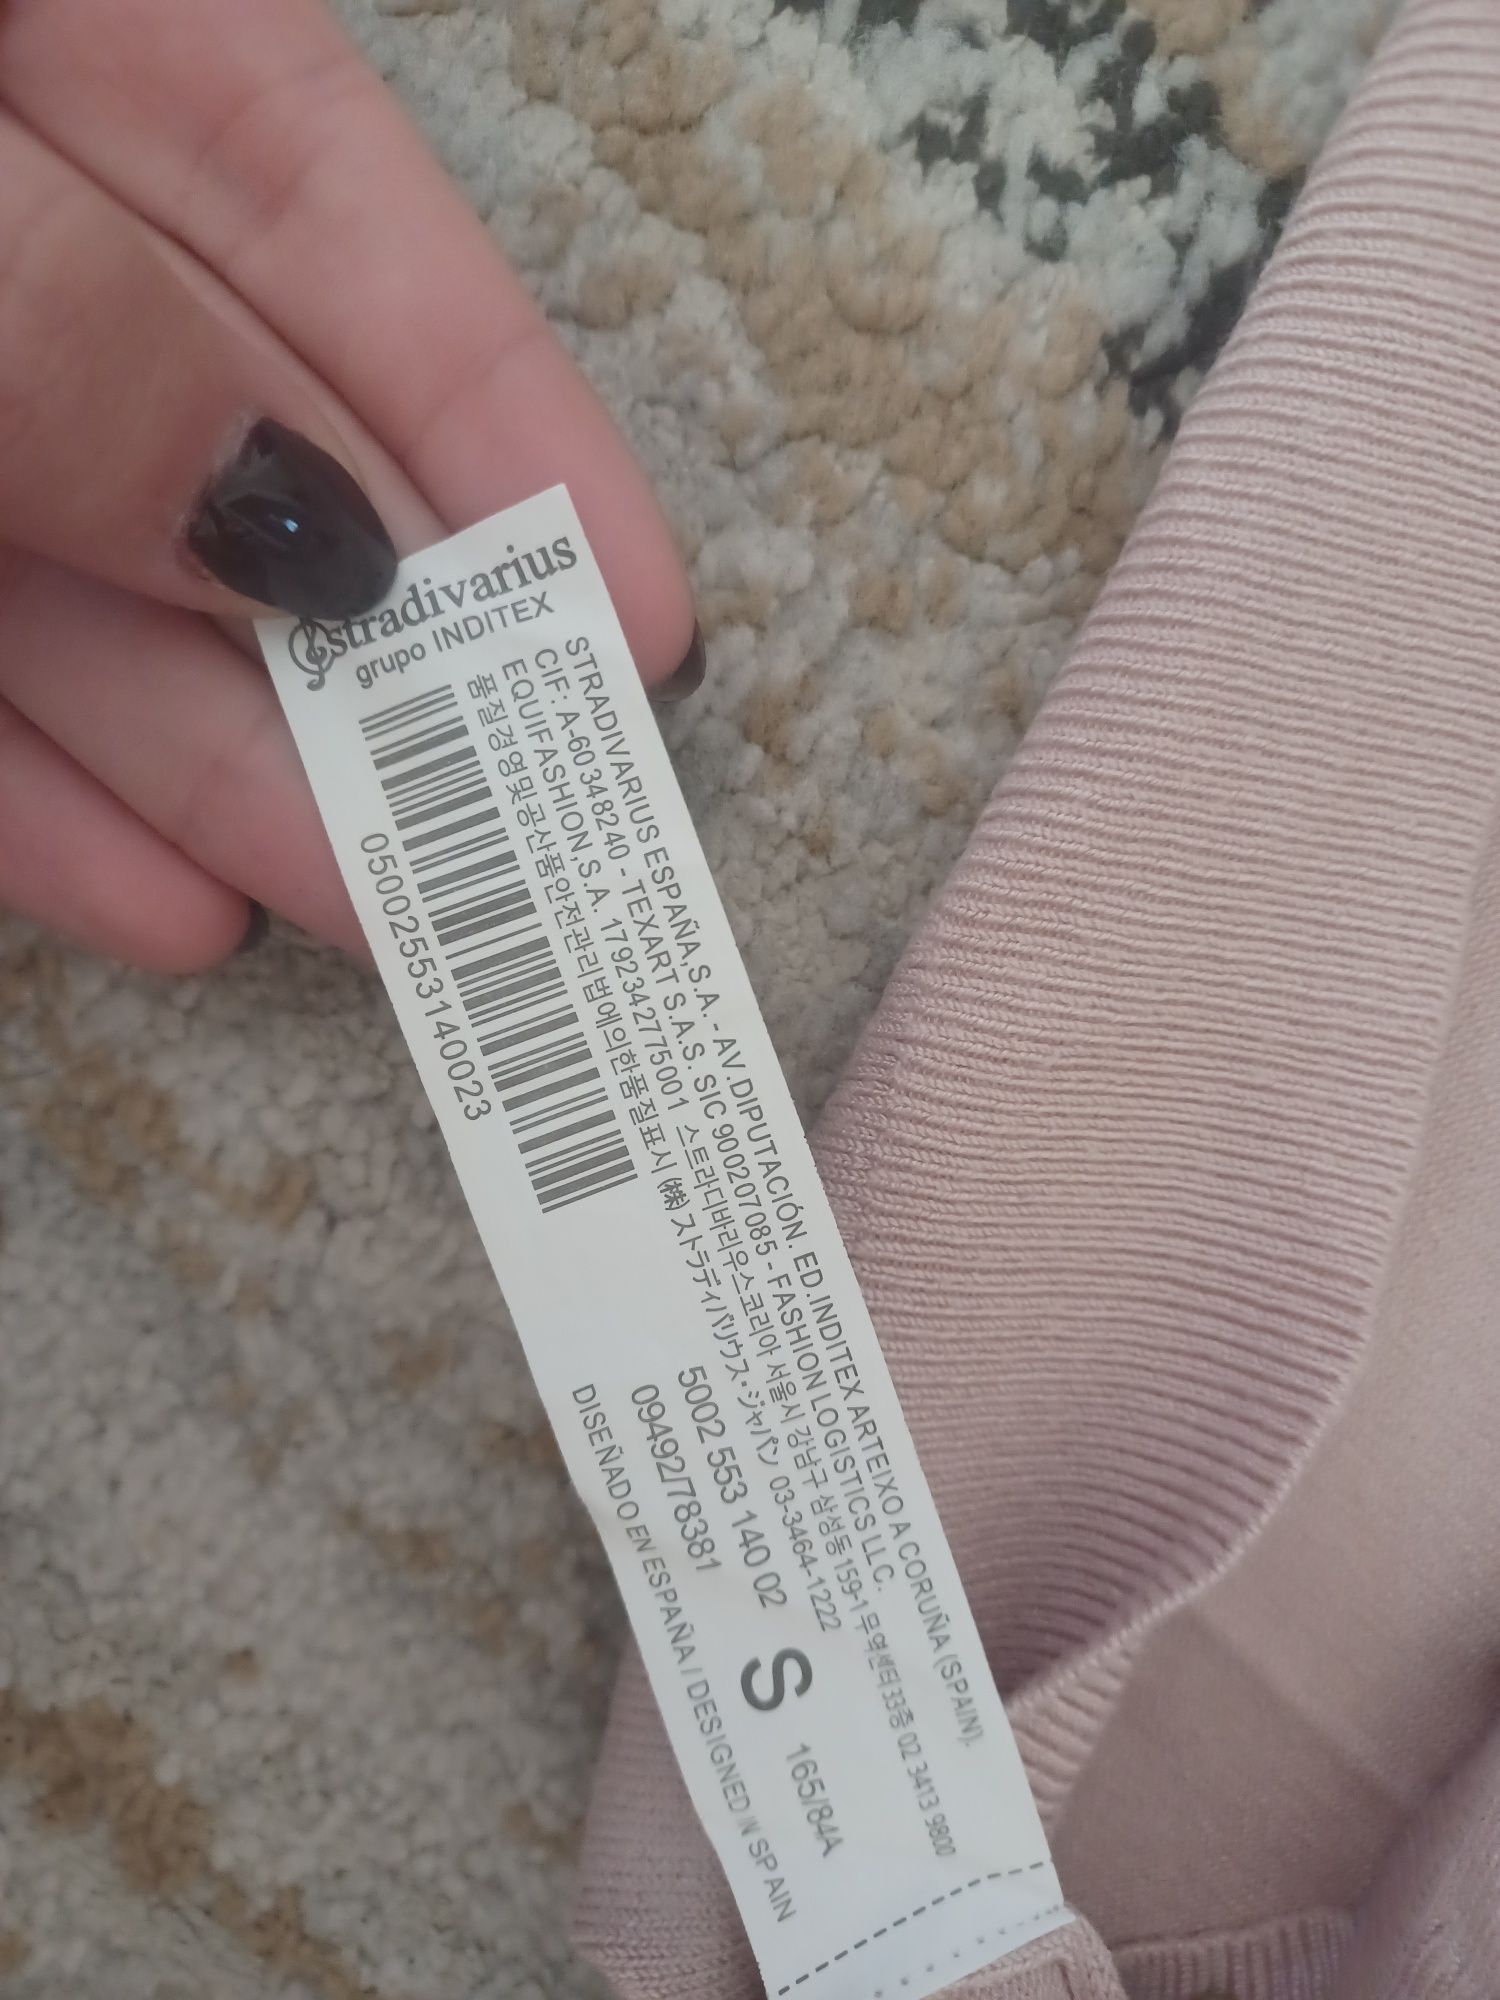 stradivarius
grupo INDITEX
STRADIVARIUS ESPAÑA,S.A. - AV.DIPUTACIÓN. ED.INDITEX ARTEIXO A CORUÑA (SPAIN).
CIF: A-60348240 - TEXART S.A.S. SIC 900207085 - FASHION LOGISTICS LLC.
EQUIFASHION,S.A. 1792342775001 스트라디바리우스코리아 서울시 강남구 삼성동 159-1 무역센터 33층 02 3413 9800
품질경영및공산품안전관리법에의한품질표시 (株) ストラディバリウス・ジャパン 03-3464-1222
05002553140023
5002 553 140 02
09492/78381
S 165/84A
DISEÑADO EN ESPAÑA / DESIGNED IN SPAIN